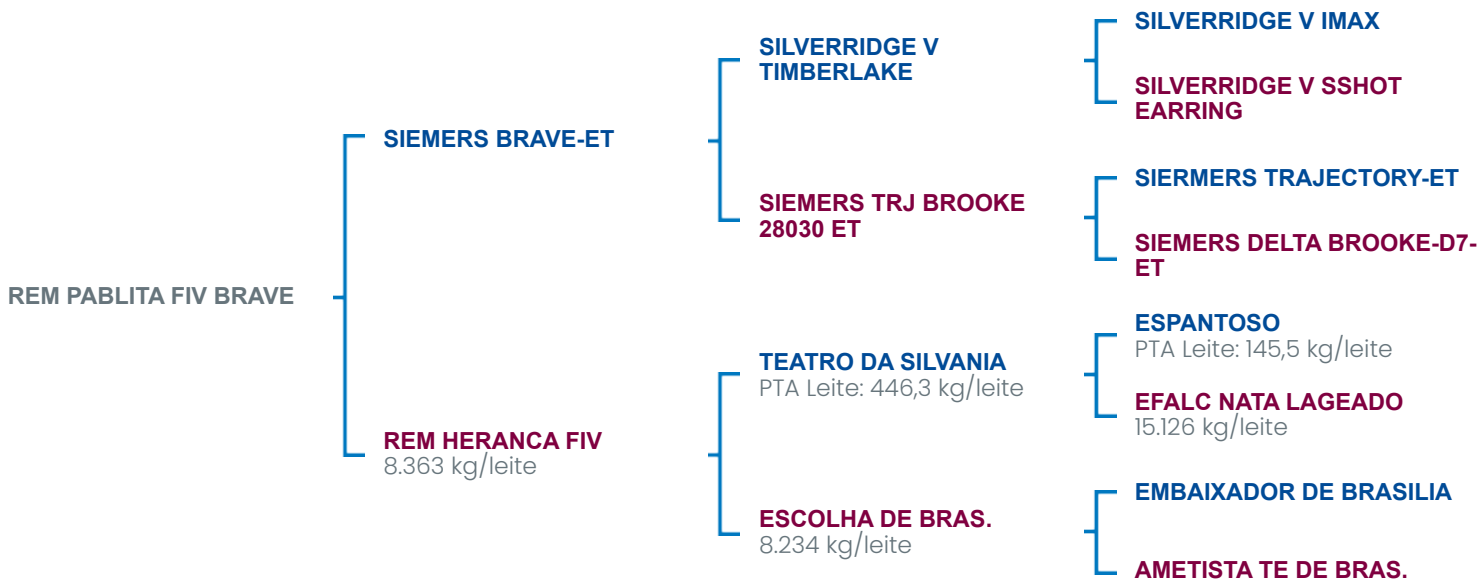 SILVERRIDGE V IMAX
SILVERRIDGE V
TIMBERLAKE
SILVERRIDGE V SSHOT
EARRING
SIEMERS BRAVE-ET
SIERMERS TRAJECTORY-ET
SIEMERS TRJ BROOKE
28030 ET
SIEMERS DELTA BROOKE-D7-
ET
REM PABLITA FIV BRAVE
ESPANTOSO
PTA Leite: 145,5 kg/leite
TEATRO DA SILVANIA
PTA Leite: 446,3 kg/leite
EFALC NATA LAGEADO
15.126 kg/leite
REM HERANCA FIV
8.363 kg/leite
EMBAIXADOR DE BRASILIA
ESCOLHA DE BRAS.
8.234 kg/leite
AMETISTA TE DE BRAS.